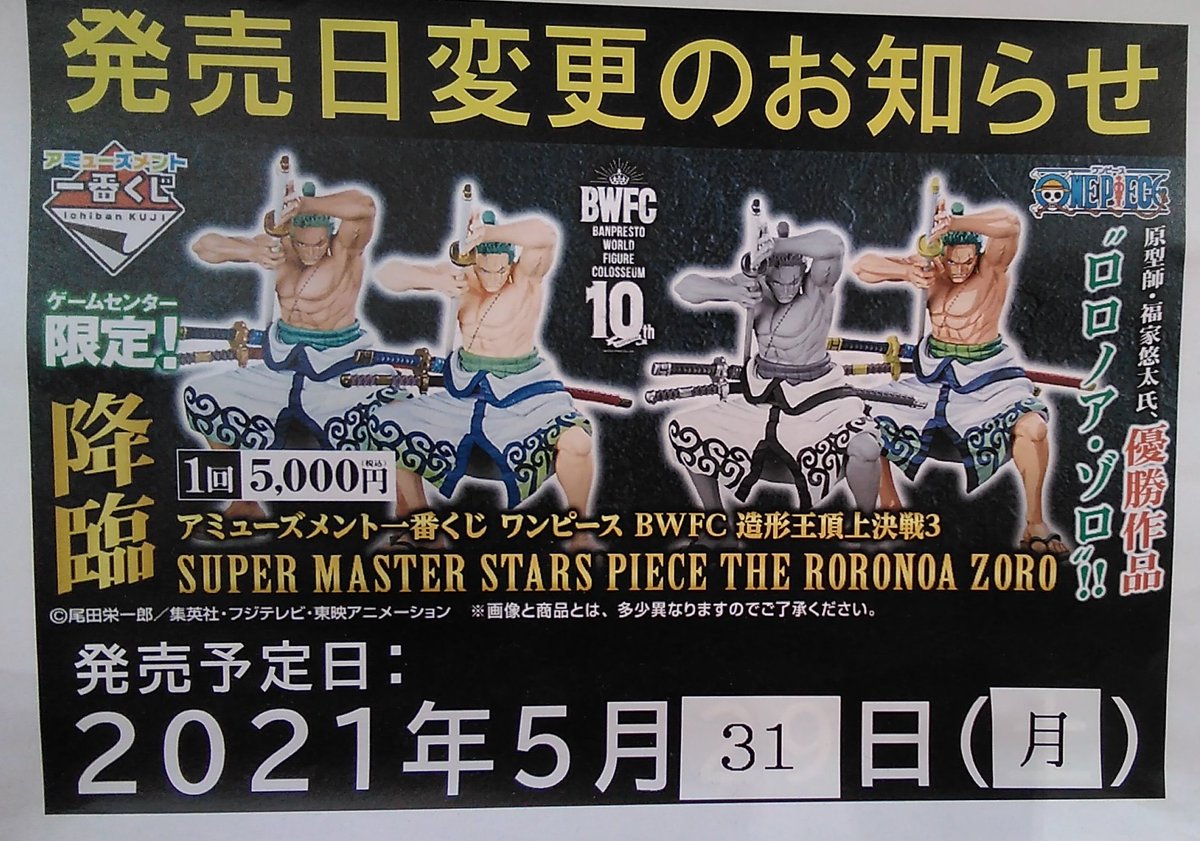 発売日変更のお知らせ
アミューズメント
一番くじ
Ichiban KUJI
ゲームセンター
限定!
降臨
BWFC
BANPRESTO
WORLD
FIGURE
COLOSSEUM
10th
ワンピース
ONE PIECE
原型師・福家悠太氏、優勝作品
"ロロノア・ゾロ"!!
1回 5,000円(税込)
アミューズメント一番くじ ワンピース BWFC 造形王頂上決戦3
SUPER MASTER STARS PIECE THE RORONOA ZORO
©尾田栄一郎/集英社・フジテレビ・東映アニメーション ※画像と商品とは、多少異なりますのでご了承ください。
発売予定日:
2021年5月31日(月)